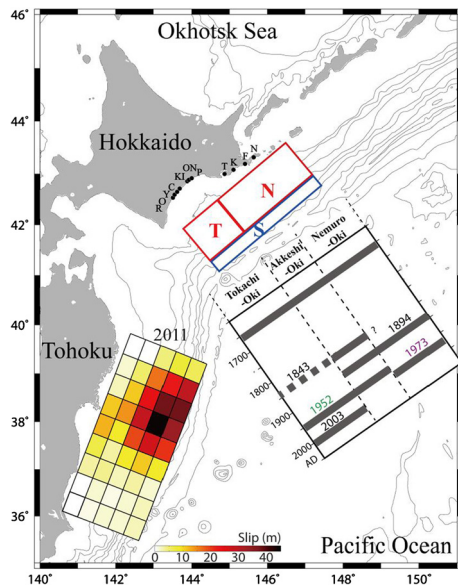 46°
Okhotsk Sea
44°
Hokkaido
N
F
K
T
P
ON
KI
C
Y
O
R
N
T
S
42°
Tokachi
-Oki
Akkeshi
-Oki
Nemuro
-Oki
40°
2011
Tohoku
1700
?
1894
1843
1973
1800
1952
38°
1900
2003
2000
AD
36°
Slip (m)
0 10 20 30 40
Pacific Ocean
140° 142° 144° 146° 148° 150°